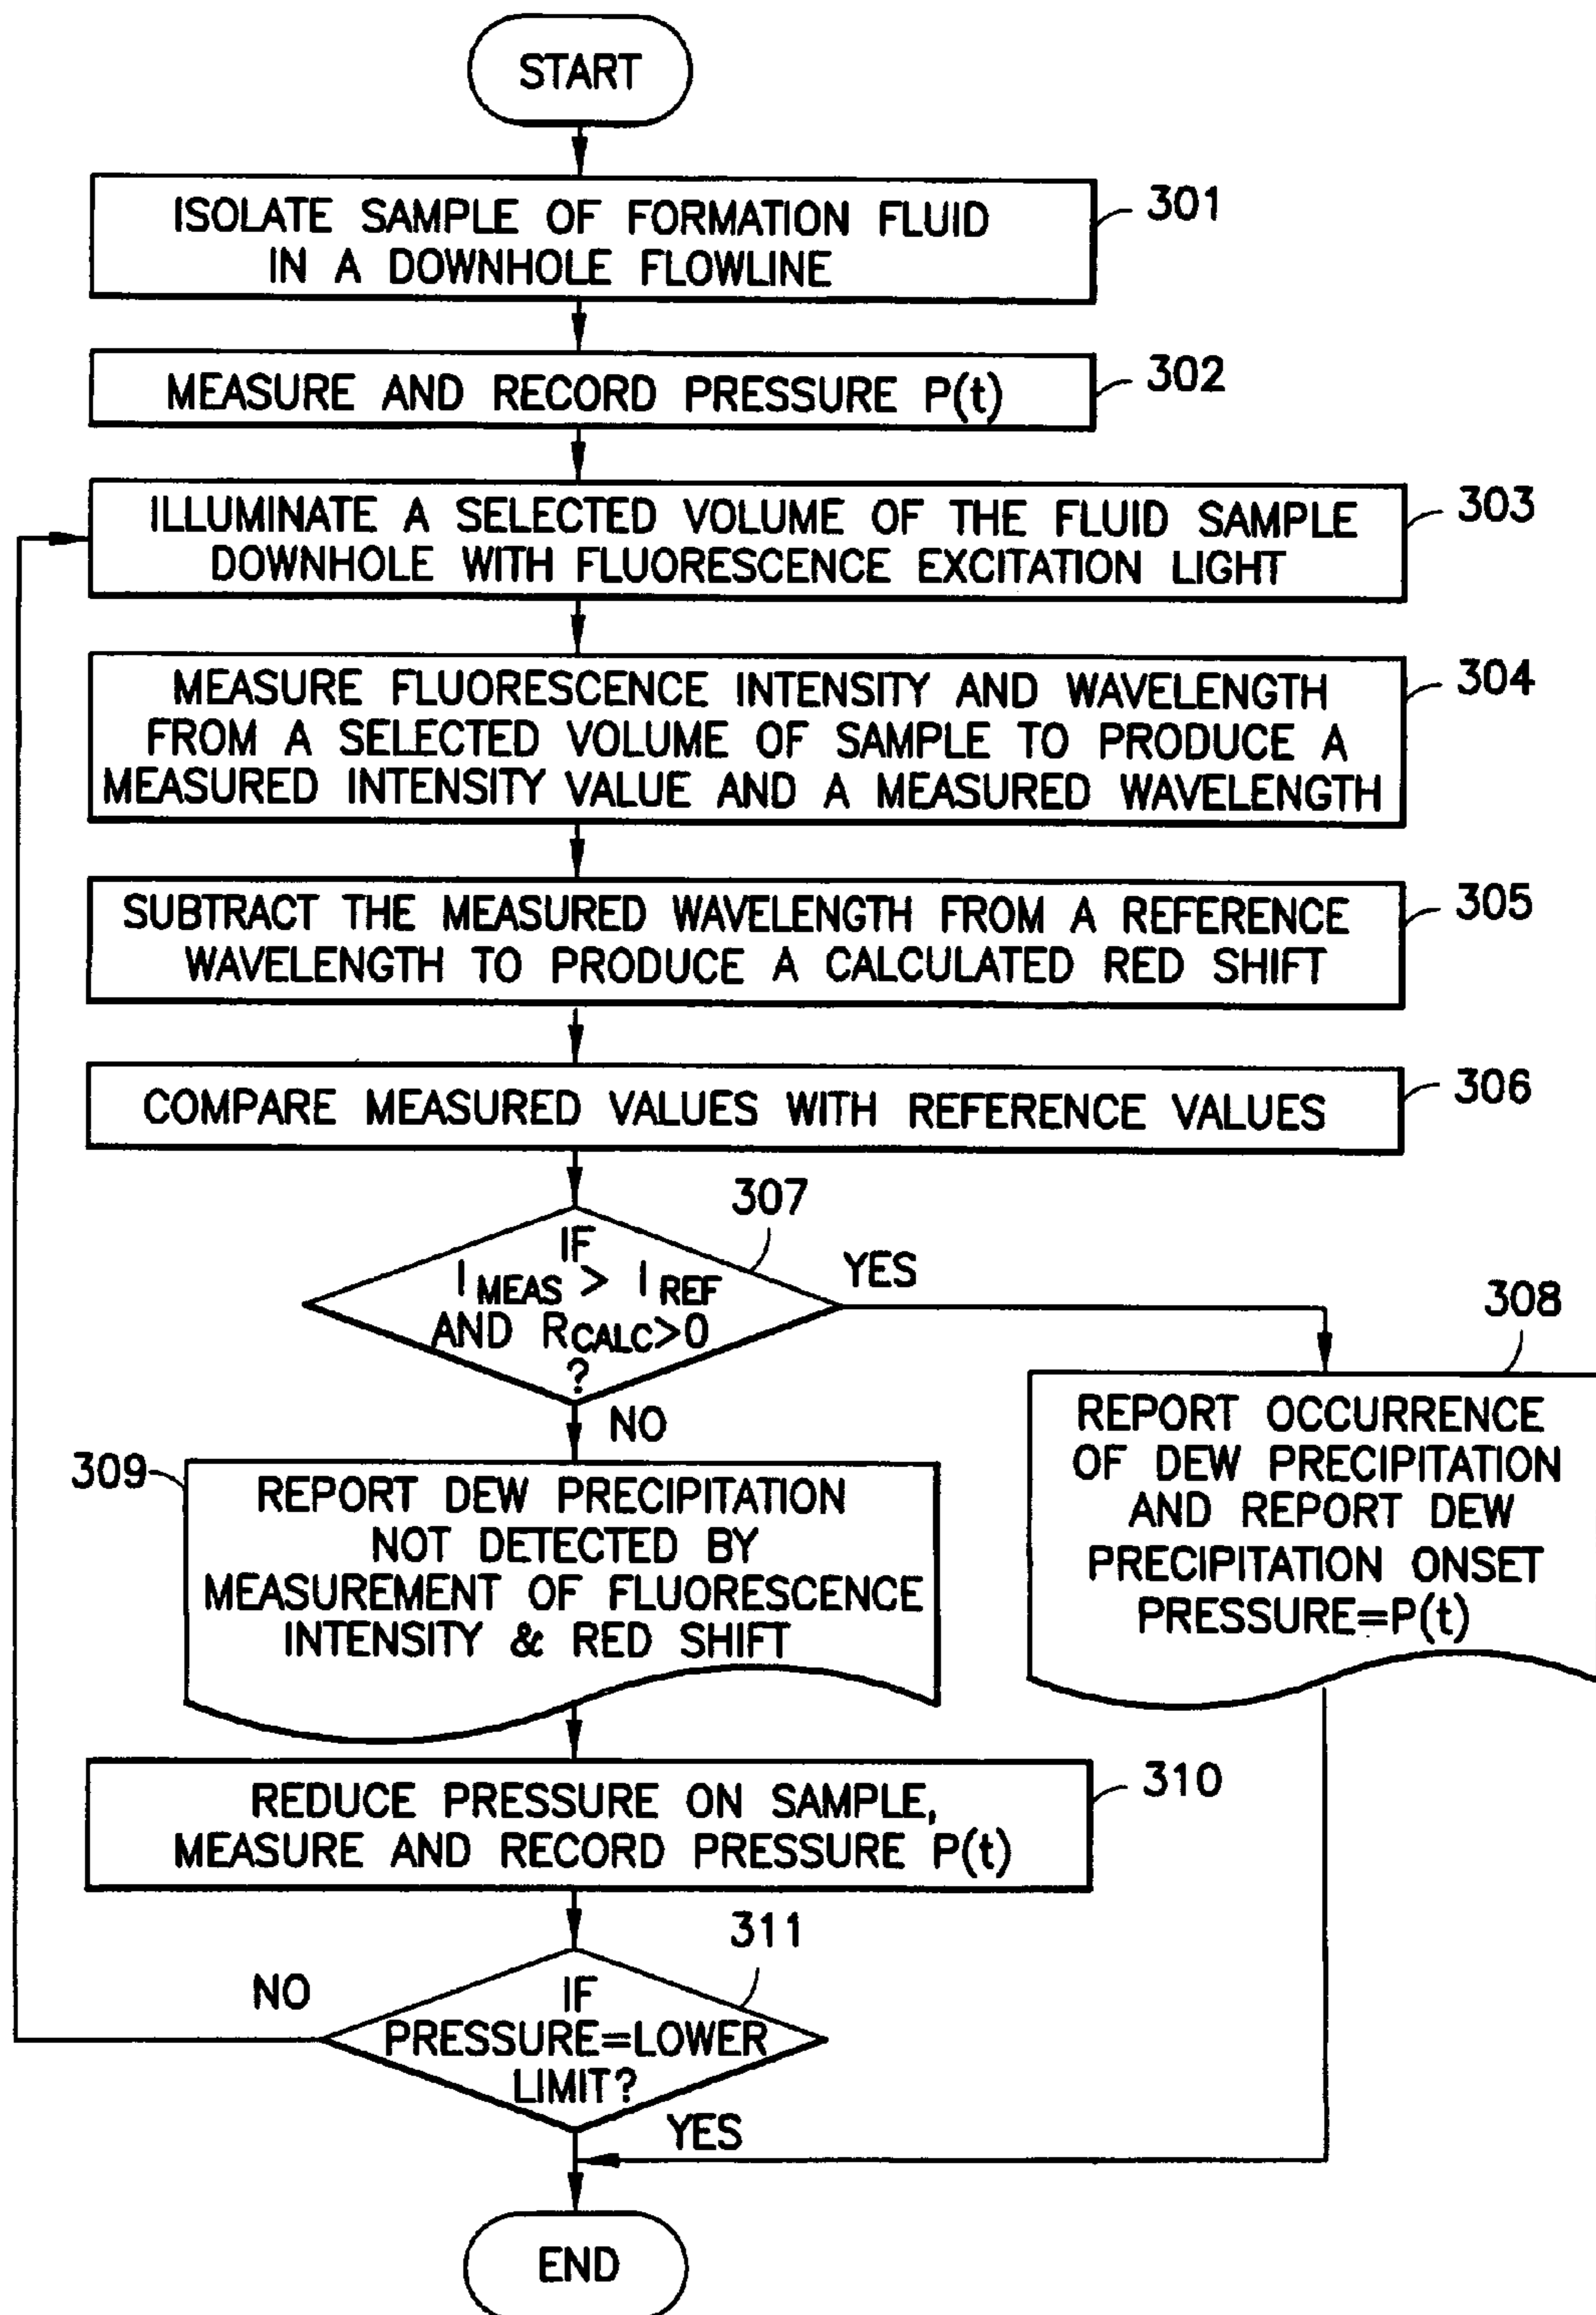 START
ISOLATE SAMPLE OF FORMATION FLUID
IN A DOWNHOLE FLOWLINE
301
MEASURE AND RECORD PRESSURE P(t)
302
ILLUMINATE A SELECTED VOLUME OF THE FLUID SAMPLE
DOWNHOLE WITH FLUORESCENCE EXCITATION LIGHT
303
MEASURE FLUORESCENCE INTENSITY AND WAVELENGTH
FROM A SELECTED VOLUME OF SAMPLE TO PRODUCE A
MEASURED INTENSITY VALUE AND A MEASURED WAVELENGTH
304
SUBTRACT THE MEASURED WAVELENGTH FROM A REFERENCE
WAVELENGTH TO PRODUCE A CALCULATED RED SHIFT
305
COMPARE MEASURED VALUES WITH REFERENCE VALUES
306
307
IF
I MEAS > I REF
AND RCALC>0
?
YES
NO
308
REPORT OCCURRENCE
OF DEW PRECIPITATION
AND REPORT DEW
PRECIPITATION ONSET
PRESSURE=P(t)
309
REPORT DEW PRECIPITATION
NOT DETECTED BY
MEASUREMENT OF FLUORESCENCE
INTENSITY & RED SHIFT
REDUCE PRESSURE ON SAMPLE,
MEASURE AND RECORD PRESSURE P(t)
310
311
NO
IF
PRESSURE=LOWER
LIMIT?
YES
END